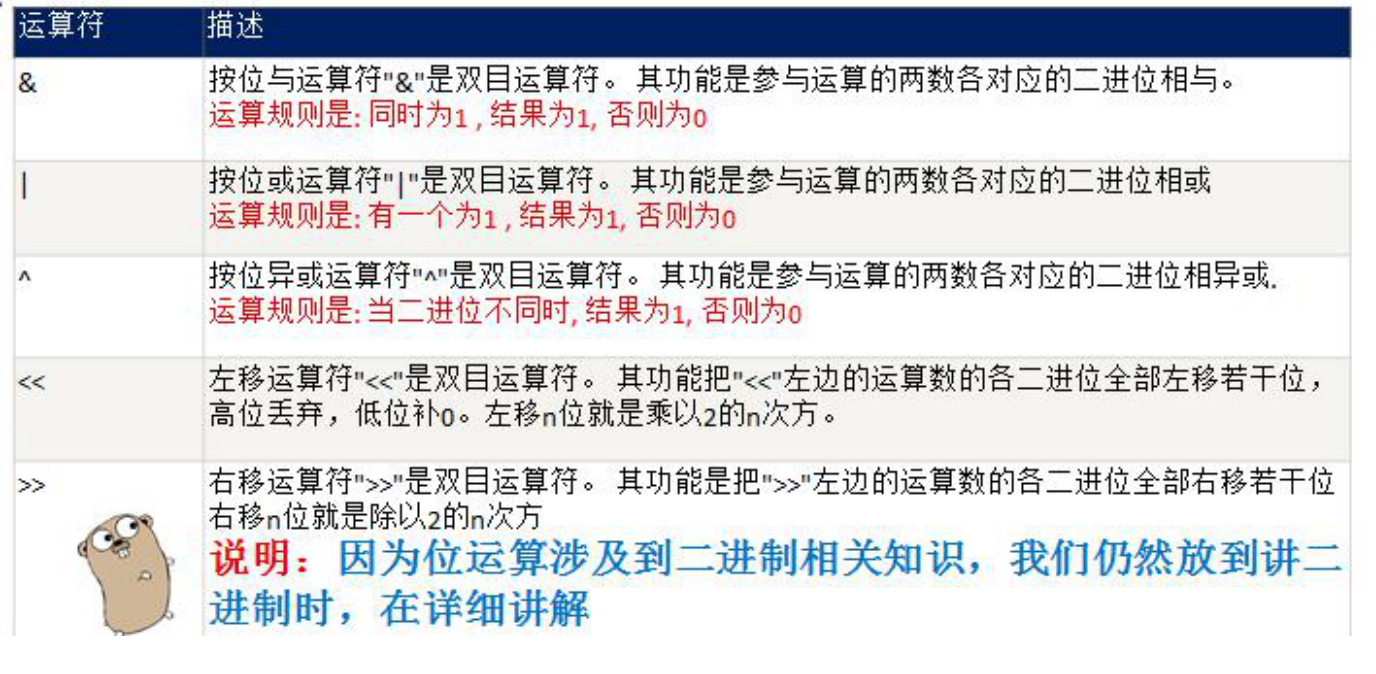 运算符 描述
& 按位与运算符"&"是双目运算符。 其功能是参与运算的两数各对应的二进位相与。
运算规则是: 同时为1 , 结果为1, 否则为0
| 按位或运算符"|"是双目运算符。 其功能是参与运算的两数各对应的二进位相或
运算规则是: 有一个为1 , 结果为1, 否则为0
^ 按位异或运算符"^"是双目运算符。 其功能是参与运算的两数各对应的二进位相异或.
运算规则是: 当二进位不同时, 结果为1, 否则为0
<< 左移运算符"<<"是双目运算符。 其功能把"<<"左边的运算数的各二进位全部左移若干位，
高位丢弃，低位补0。左移n位就是乘以2的n次方。
>> 右移运算符">>"是双目运算符。 其功能是把">>"左边的运算数的各二进位全部右移若干位
右移n位就是除以2的n次方
说明：因为位运算涉及到二进制相关知识，我们仍然放到讲二
进制时，在详细讲解